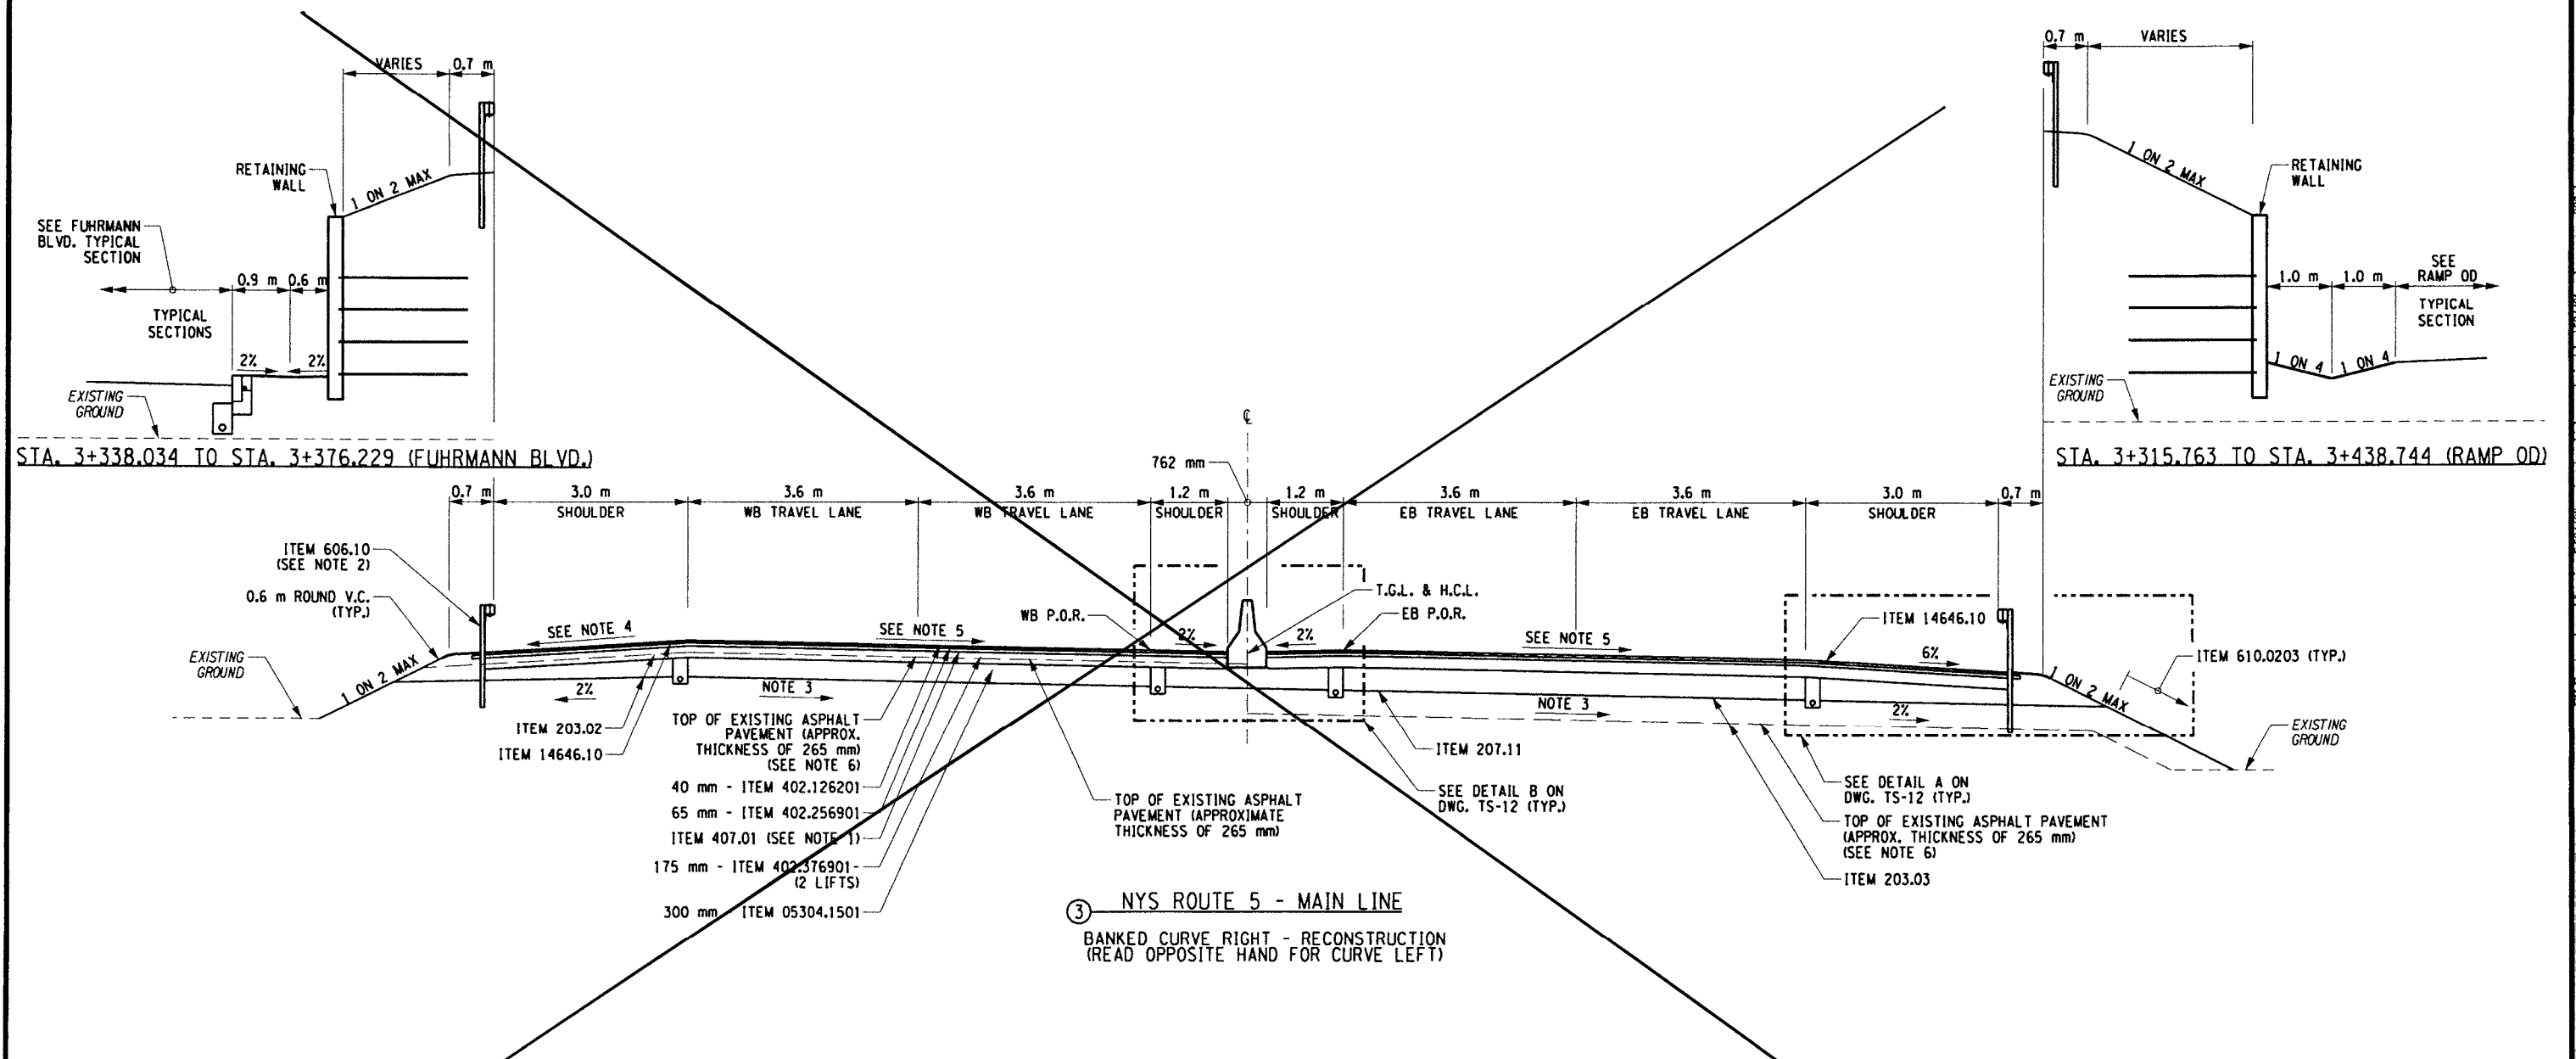 VARIES
0.7 m
RETAINING
WALL
1 ON 2 MAX
SEE FUHRMANN
BLVD. TYPICAL
SECTION
0.9 m
0.6 m
TYPICAL
SECTIONS
2%
2%
EXISTING
GROUND
STA. 3+338.034 TO STA. 3+376.229 (FUHRMANN BLVD.)
0.7 m
VARIES
1 ON 2 MAX
RETAINING
WALL
1.0 m
1.0 m
SEE
RAMP OD
TYPICAL
SECTION
1 ON 4
1 ON 4
EXISTING
GROUND
STA. 3+315.763 TO STA. 3+438.744 (RAMP OD)
℄
762 mm
0.7 m
3.0 m
SHOULDER
3.6 m
WB TRAVEL LANE
3.6 m
WB TRAVEL LANE
1.2 m
SHOULDER
1.2 m
SHOULDER
3.6 m
EB TRAVEL LANE
3.6 m
EB TRAVEL LANE
3.0 m
SHOULDER
0.7 m
ITEM 606.10
(SEE NOTE 2)
0.6 m ROUND V.C.
(TYP.)
EXISTING
GROUND
1 ON 2 MAX
SEE NOTE 4
SEE NOTE 5
WB P.O.R.
2%
2%
T.G.L. & H.C.L.
EB P.O.R.
SEE NOTE 5
ITEM 14646.10
6%
ITEM 610.0203 (TYP.)
1 ON 2 MAX
EXISTING
GROUND
2%
NOTE 3
NOTE 3
2%
ITEM 203.02
ITEM 14646.10
TOP OF EXISTING ASPHALT
PAVEMENT (APPROX.
THICKNESS OF 265 mm)
(SEE NOTE 6)
40 mm - ITEM 402.126201
65 mm - ITEM 402.256901
ITEM 407.01 (SEE NOTE 1)
175 mm - ITEM 402.376901
(2 LIFTS)
300 mm - ITEM 05304.1501
TOP OF EXISTING ASPHALT
PAVEMENT (APPROXIMATE
THICKNESS OF 265 mm)
ITEM 207.11
SEE DETAIL B ON
DWG. TS-12 (TYP.)
SEE DETAIL A ON
DWG. TS-12 (TYP.)
TOP OF EXISTING ASPHALT PAVEMENT
(APPROX. THICKNESS OF 265 mm)
(SEE NOTE 6)
ITEM 203.03
3 NYS ROUTE 5 - MAIN LINE
BANKED CURVE RIGHT - RECONSTRUCTION
(READ OPPOSITE HAND FOR CURVE LEFT)